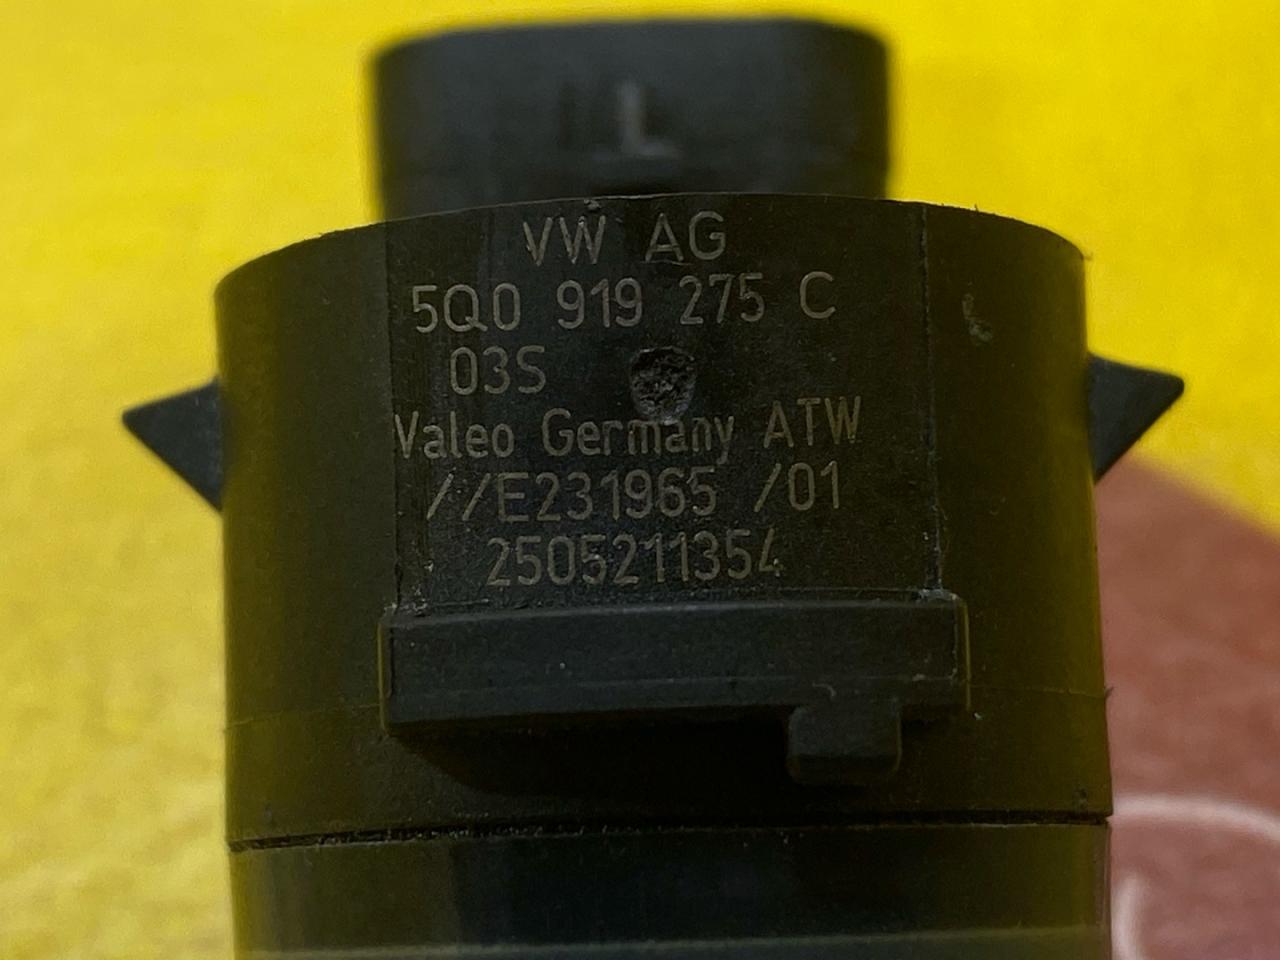 L
VW AG
5Q0 919 275 C
03S
Valeo Germany ATW
//E231965 /01
2505211354